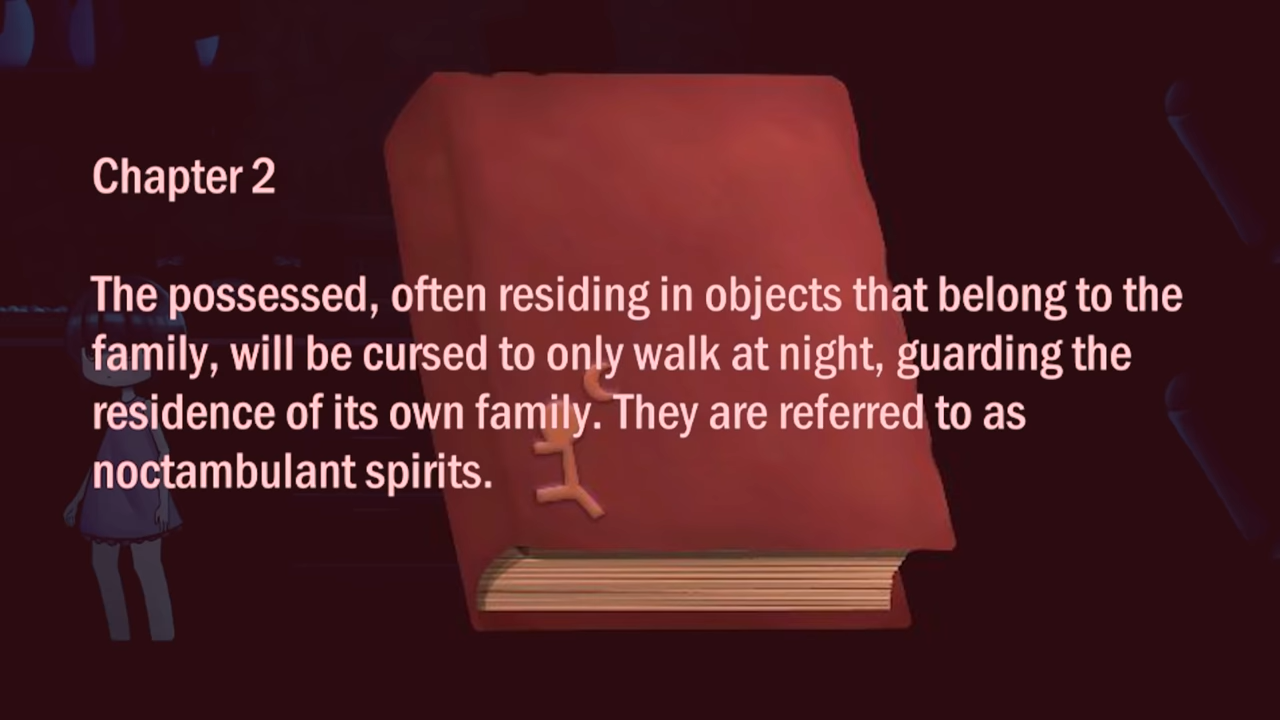 Chapter 2
The possessed, often residing in objects that belong to the
family, will be cursed to only walk at night, guarding the
residence of its own family. They are referred to as
noctambulant spirits.